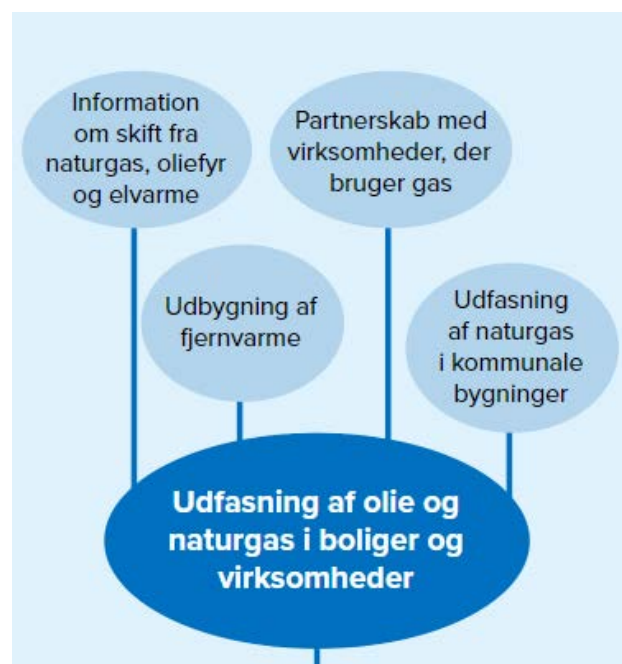 Information
om skift fra
naturgas, oliefyr
og elvarme
Partnerskab med
virksomheder, der
bruger gas
Udbygning af
fjernvarme
Udfasning
af naturgas
i kommunale
bygninger
Udfasning af olie og
naturgas i boliger og
virksomheder